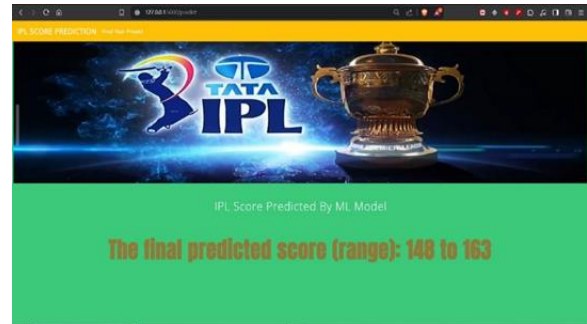 IPL SCORE PREDICTION
TATA
IPL
IPL Score Predicted By ML Model
The final predicted score (range): 148 to 163